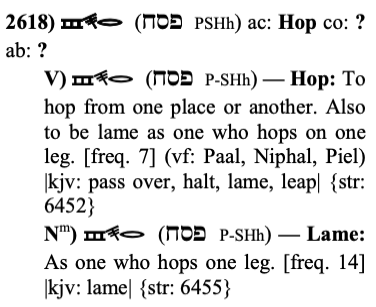 2618) (פסח PSHh) ac: Hop co: ?
ab: ?
V) (פסח P-SHh) — Hop: To
hop from one place or another. Also
to be lame as one who hops on one
leg. [freq. 7] (vf: Paal, Niphal, Piel)
|kjv: pass over, halt, lame, leap| {str:
6452}
Nᵐ) (פסח P-SHh) — Lame:
As one who hops one leg. [freq. 14]
|kjv: lame| {str: 6455}